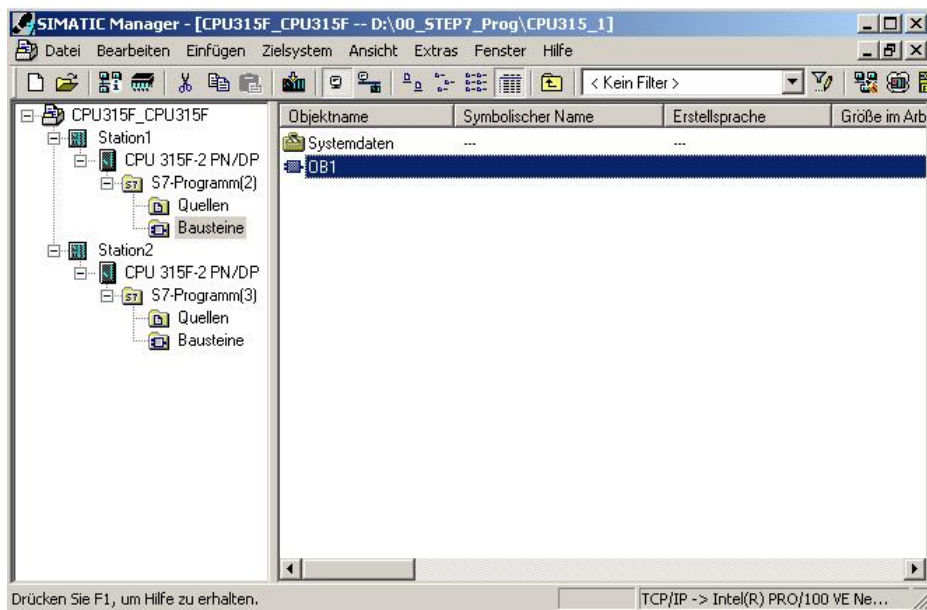 SIMATIC Manager - [CPU315F_CPU315F -- D:\00_STEP7_Prog\CPU315_1]
Datei Bearbeiten Einfügen Zielsystem Ansicht Extras Fenster Hilfe
< Kein Filter >
CPU315F_CPU315F
Station1
CPU 315F-2 PN/DP
S7-Programm(2)
Quellen
Bausteine
Station2
CPU 315F-2 PN/DP
S7-Programm(3)
Quellen
Bausteine
Objektname Symbolischer Name Erstellsprache Größe im Arb
Systemdaten --- ---
OB1
Drücken Sie F1, um Hilfe zu erhalten. TCP/IP -> Intel(R) PRO/100 VE Ne...